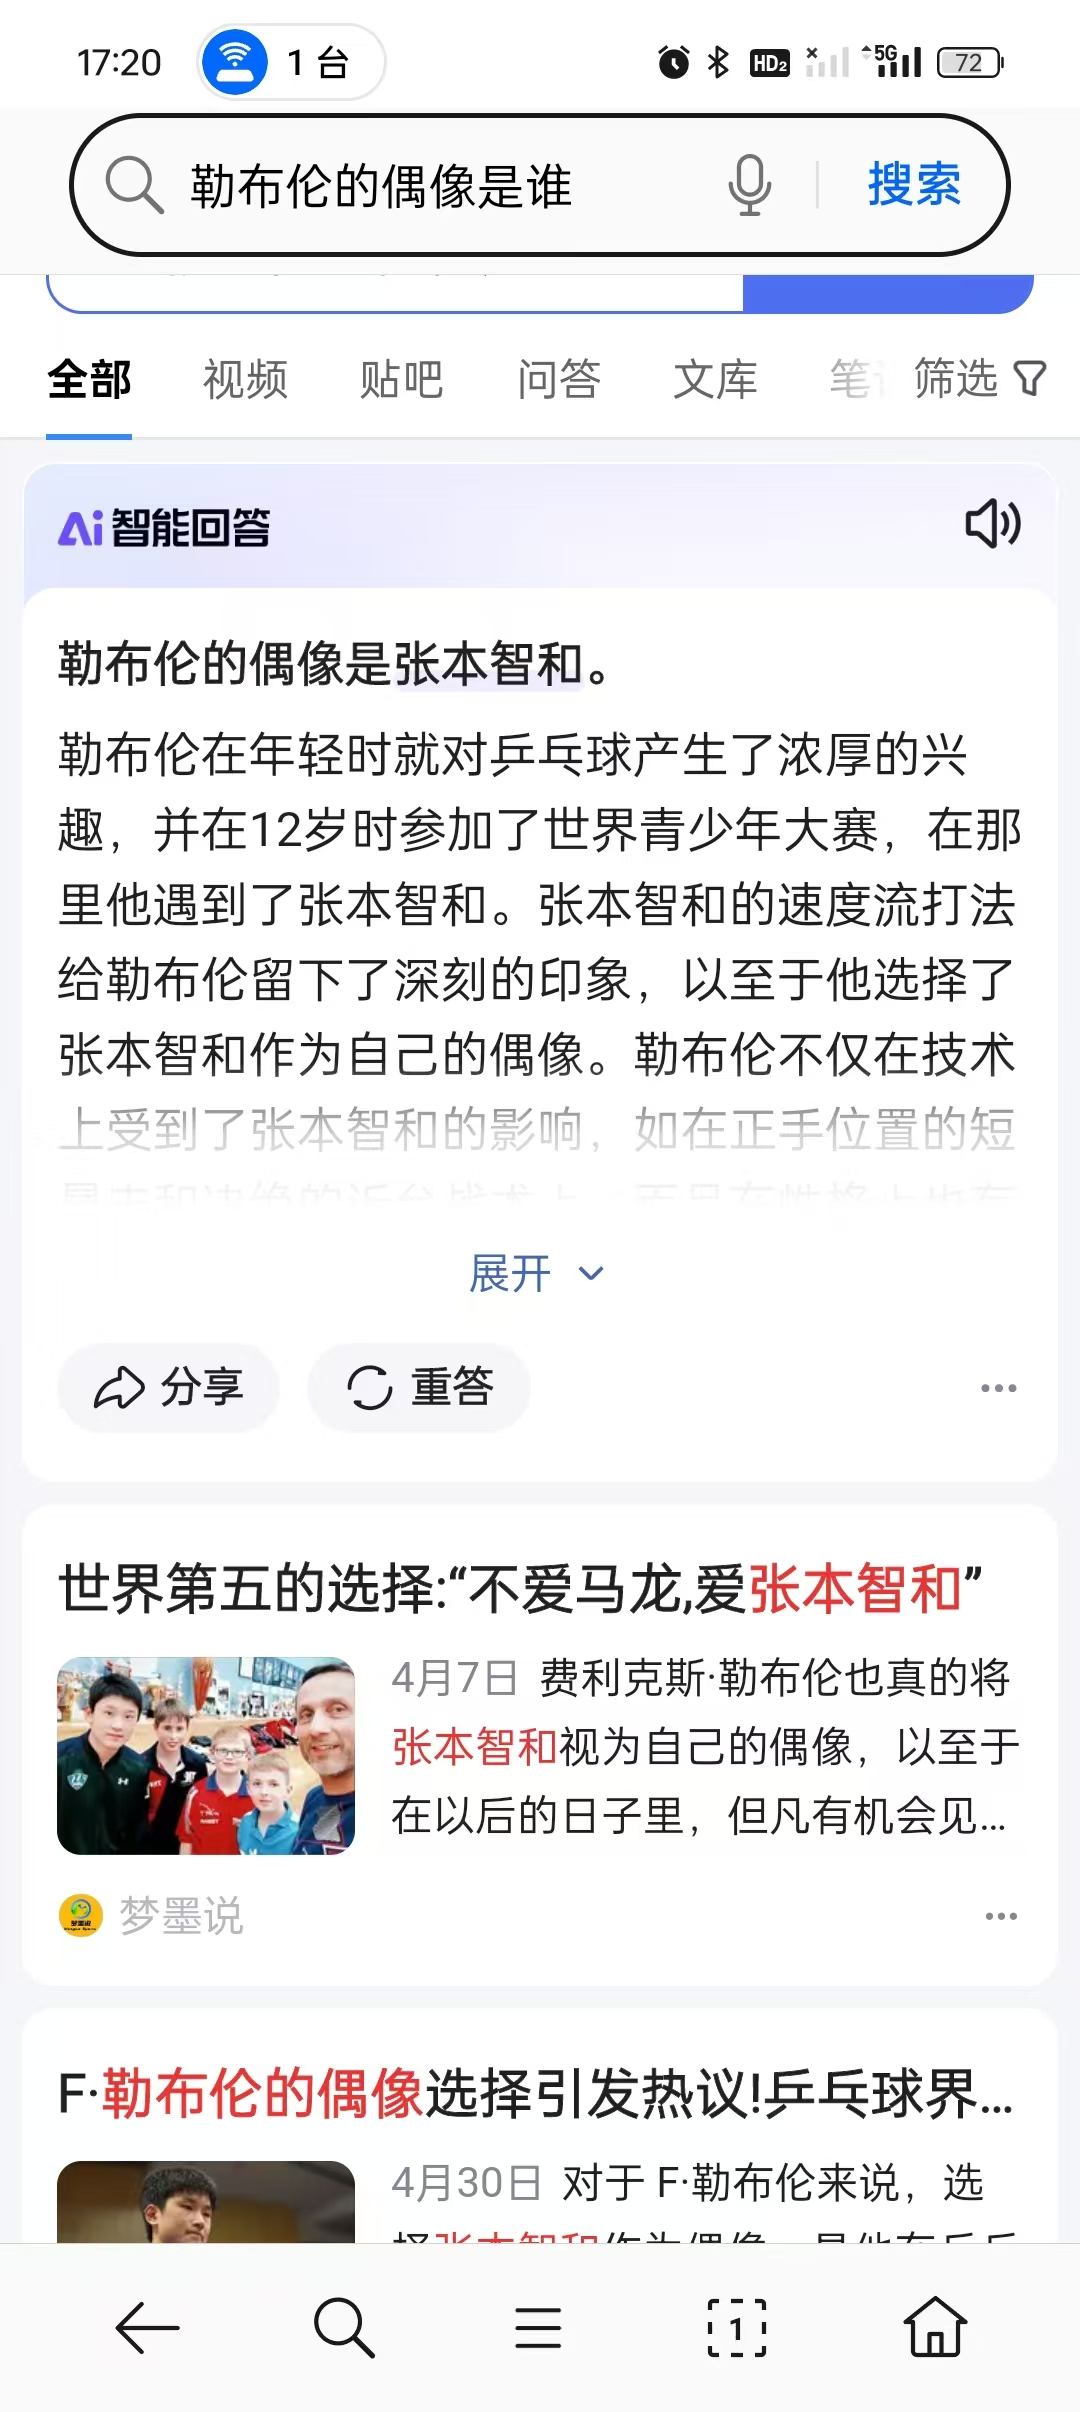 17:20
1 台
HD2
5G
72
勒布伦的偶像是谁
搜索
全部
视频
贴吧
问答
文库
筛选
Ai 智能回答
勒布伦的偶像是张本智和。
勒布伦在年轻时就对乒乓球产生了浓厚的兴
趣，并在12岁时参加了世界青少年大赛，在那
里他遇到了张本智和。张本智和的速度流打法
给勒布伦留下了深刻的印象，以至于他选择了
张本智和作为自己的偶像。勒布伦不仅在技术
上受到了张本智和的影响，如在正手位置的短
展开
分享
重答
世界第五的选择:“不爱马龙,爱张本智和”
4月7日 费利克斯·勒布伦也真的将
张本智和视为自己的偶像，以至于
在以后的日子里，但凡有机会见...
梦墨说
F·勒布伦的偶像选择引发热议!乒乓球界...
4月30日 对于 F·勒布伦来说，选
1